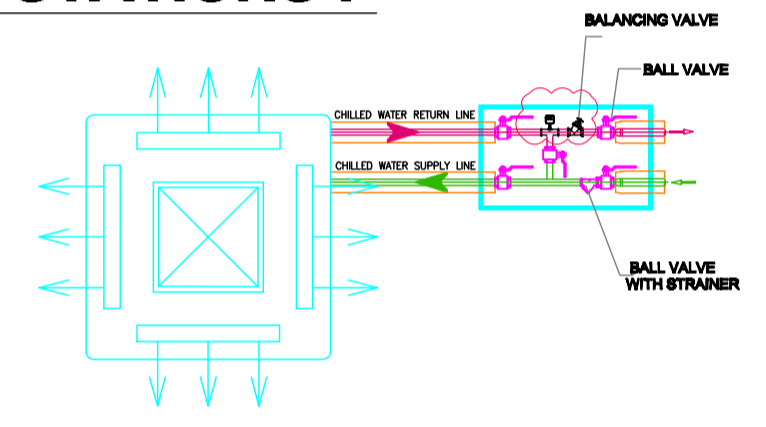 BALANCING VALVE
BALL VALVE
CHILLED WATER RETURN LINE
CHILLED WATER SUPPLY LINE
BALL VALVE
WITH STRAINER